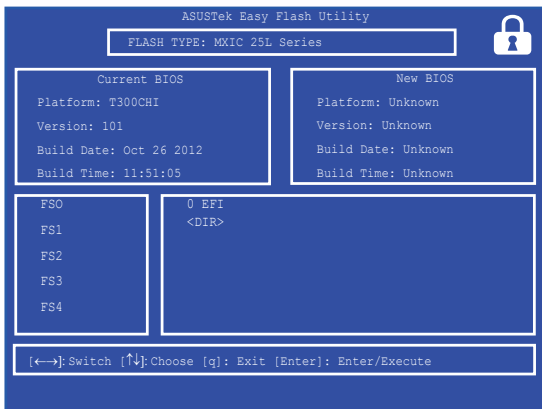 ASUSTek Easy Flash Utility
FLASH TYPE: MXIC 25L Series
Current BIOS
Platform: T300CHI
Version: 101
Build Date: Oct 26 2012
Build Time: 11:51:05
New BIOS
Platform: Unknown
Version: Unknown
Build Date: Unknown
Build Time: Unknown
FSO
FS1
FS2
FS3
FS4
0 EFI
<DIR>
[←→]: Switch [↑↓]: Choose [q]: Exit [Enter]: Enter/Execute